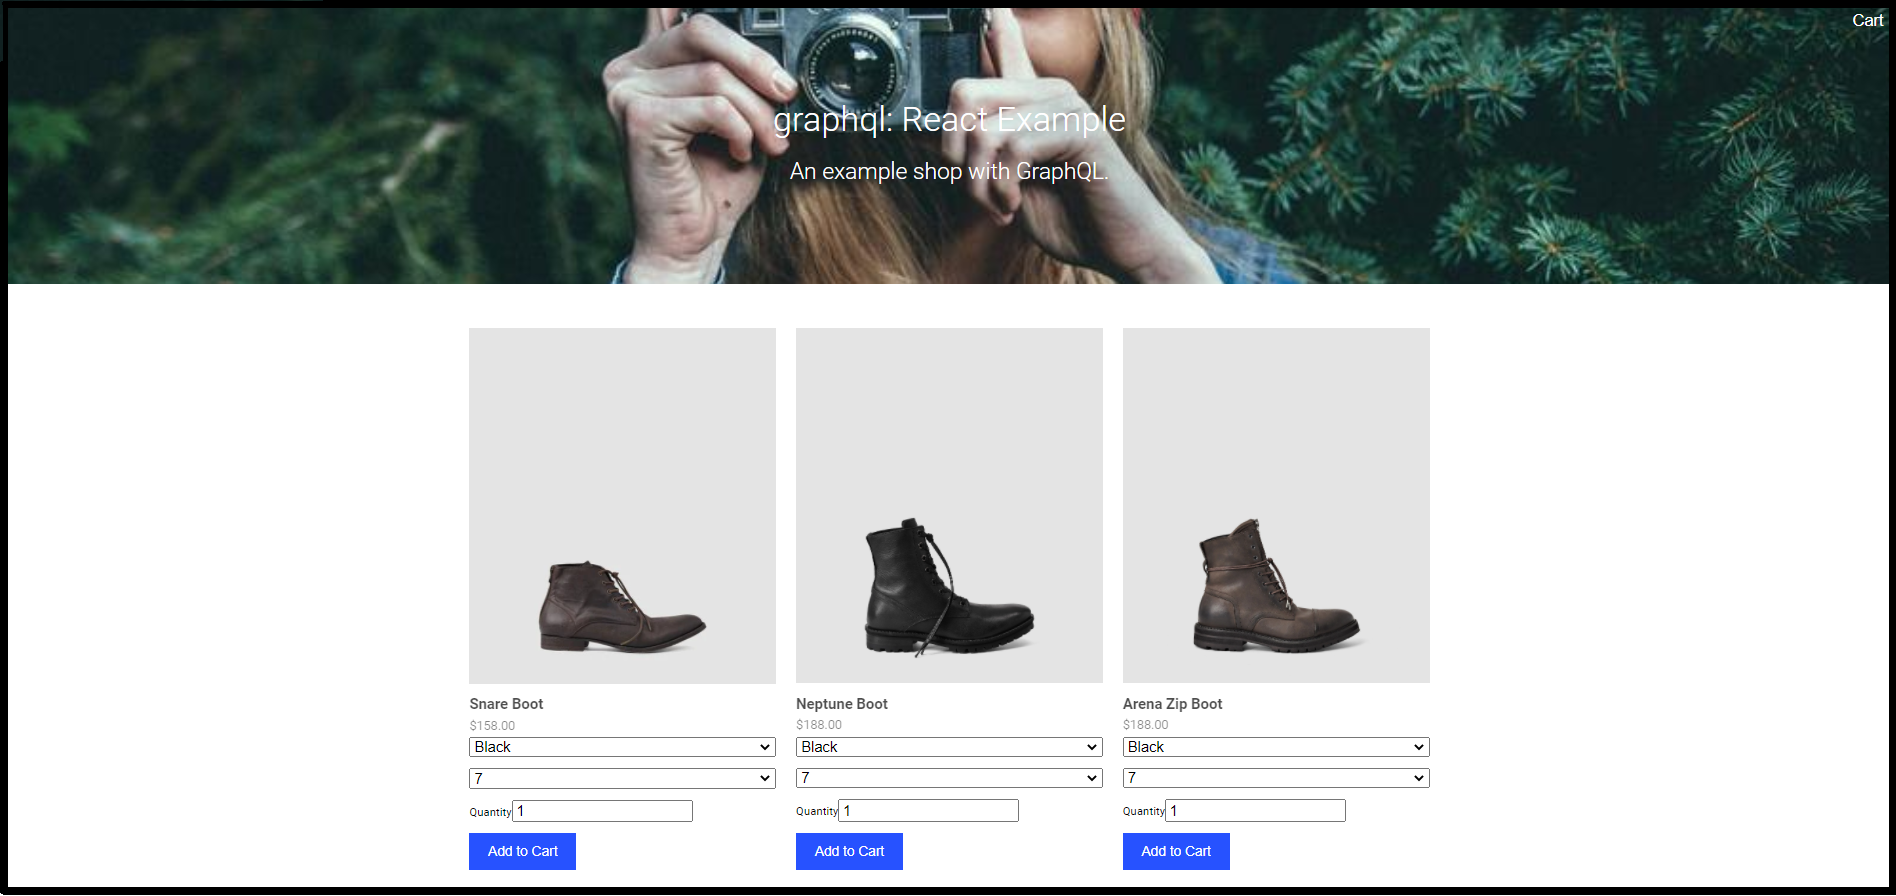 Cart
graphql: React Example
An example shop with GraphQL.
Snare Boot
$158.00
Black
7
Quantity 1
Add to Cart
Neptune Boot
$188.00
Black
7
Quantity 1
Add to Cart
Arena Zip Boot
$188.00
Black
7
Quantity 1
Add to Cart